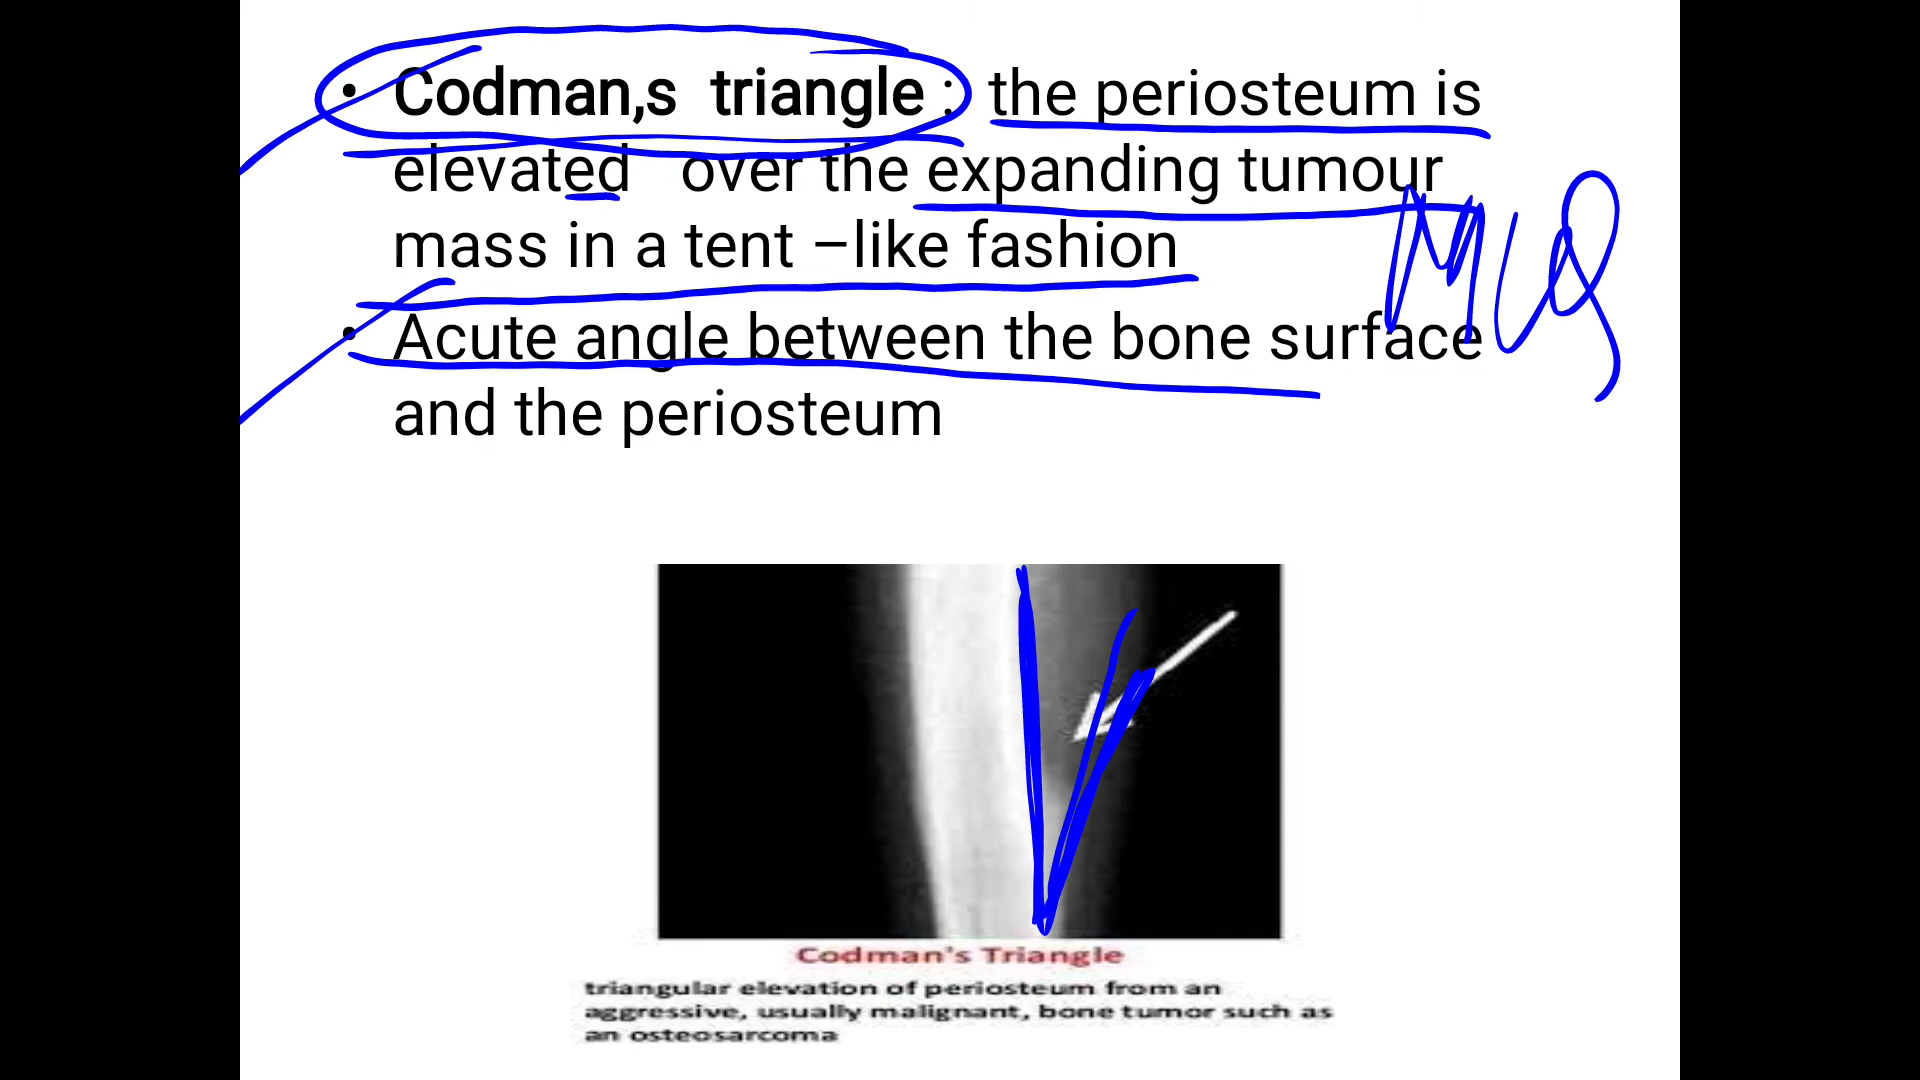 • Codman,s triangle : the periosteum is
elevated over the expanding tumour
mass in a tent –like fashion
MCQ
• Acute angle between the bone surface
and the periosteum
Codman's Triangle
triangular elevation of periosteum from an
aggressive, usually malignant, bone tumor such as
an osteosarcoma